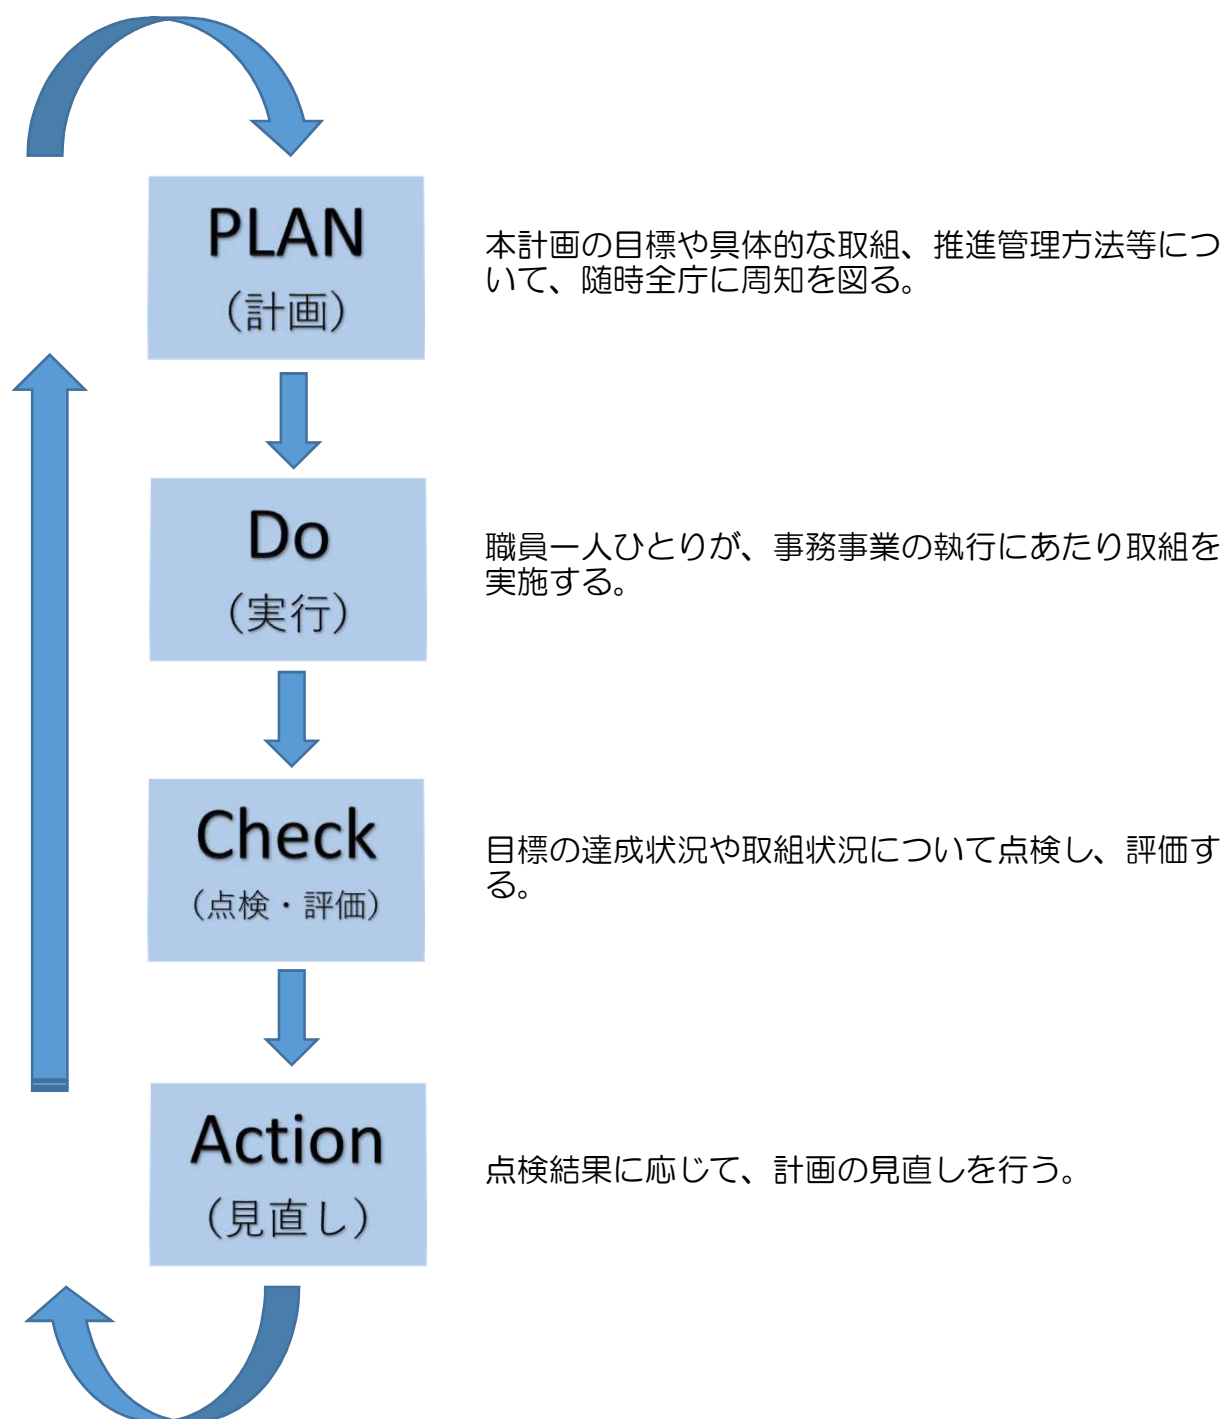 PLAN
（計画）
本計画の目標や具体的な取組、推進管理方法等につ
いて、随時全庁に周知を図る。
Do
（実行）
職員一人ひとりが、事務事業の執行にあたり取組を
実施する。
Check
（点検・評価）
目標の達成状況や取組状況について点検し、評価す
る。
Action
（見直し）
点検結果に応じて、計画の見直しを行う。